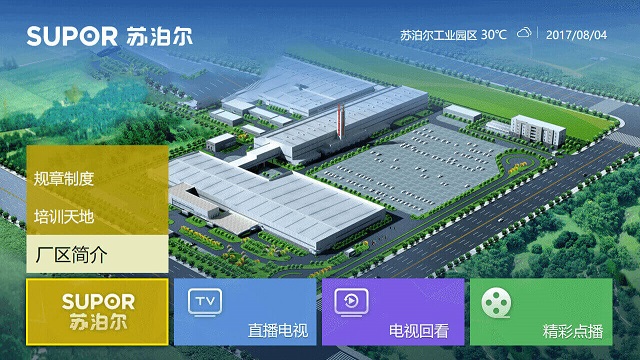 SUPOR 苏泊尔
苏泊尔工业园区 30℃ 2017/08/04
规章制度
培训天地
厂区简介
SUPOR
苏泊尔
TV
直播电视
电视回看
精彩点播